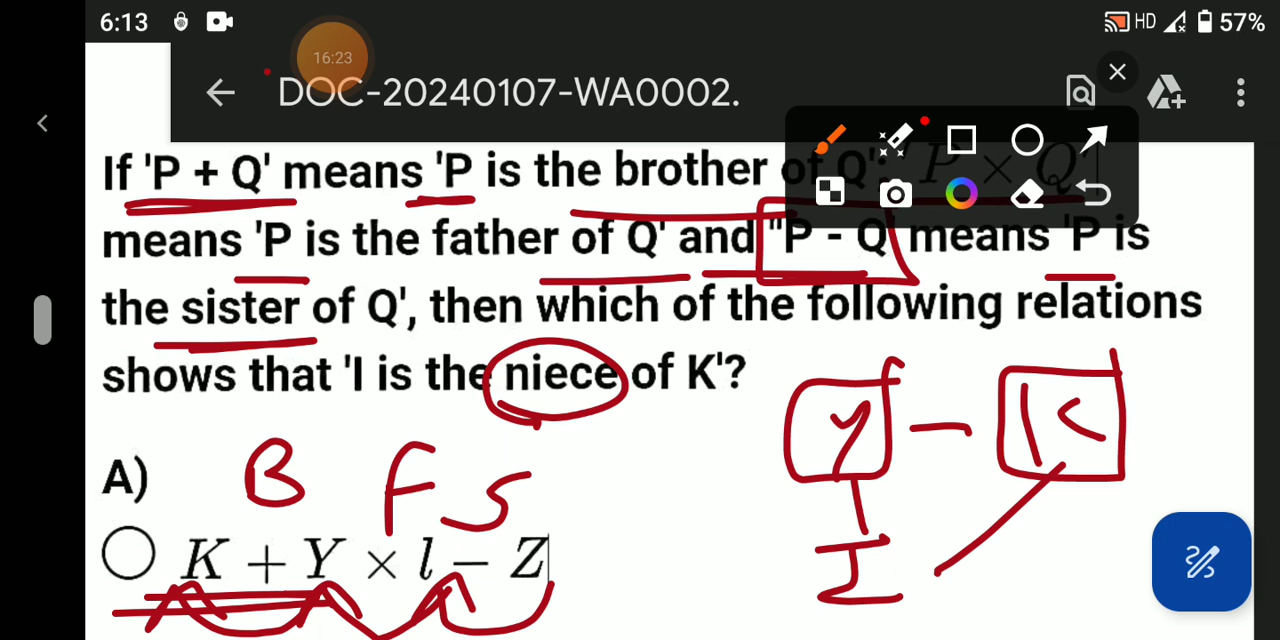 6:13 HD 57%
16:23
DOC-20240107-WA0002.
If 'P + Q' means 'P is the brother of Q'; 'P × Q'
means 'P is the father of Q' and "P - Q' means 'P is
the sister of Q', then which of the following relations
shows that 'I is the niece of K'?
Y - K
A) B F S
I
K + Y × l − Z